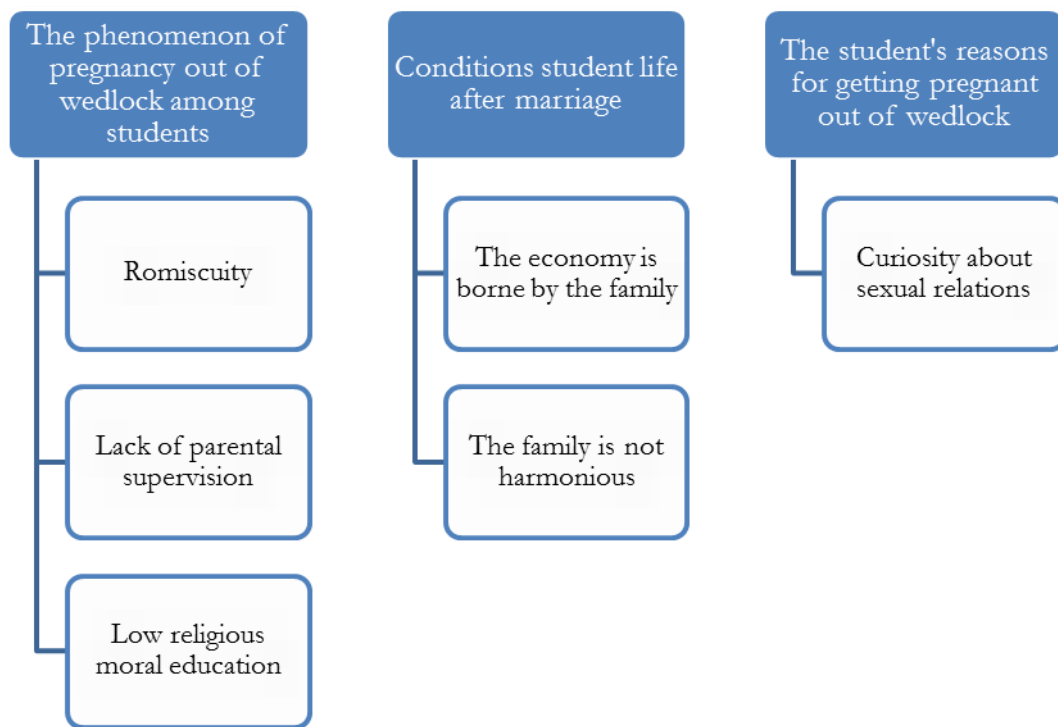 The phenomenon of
pregnancy out of
wedlock among
students
Romiscuity
Lack of parental
supervision
Low religious
moral education
Conditions student life
after marriage
The economy is
borne by the family
The family is not
harmonious
The student's reasons
for getting pregnant
out of wedlock
Curiosity about
sexual relations